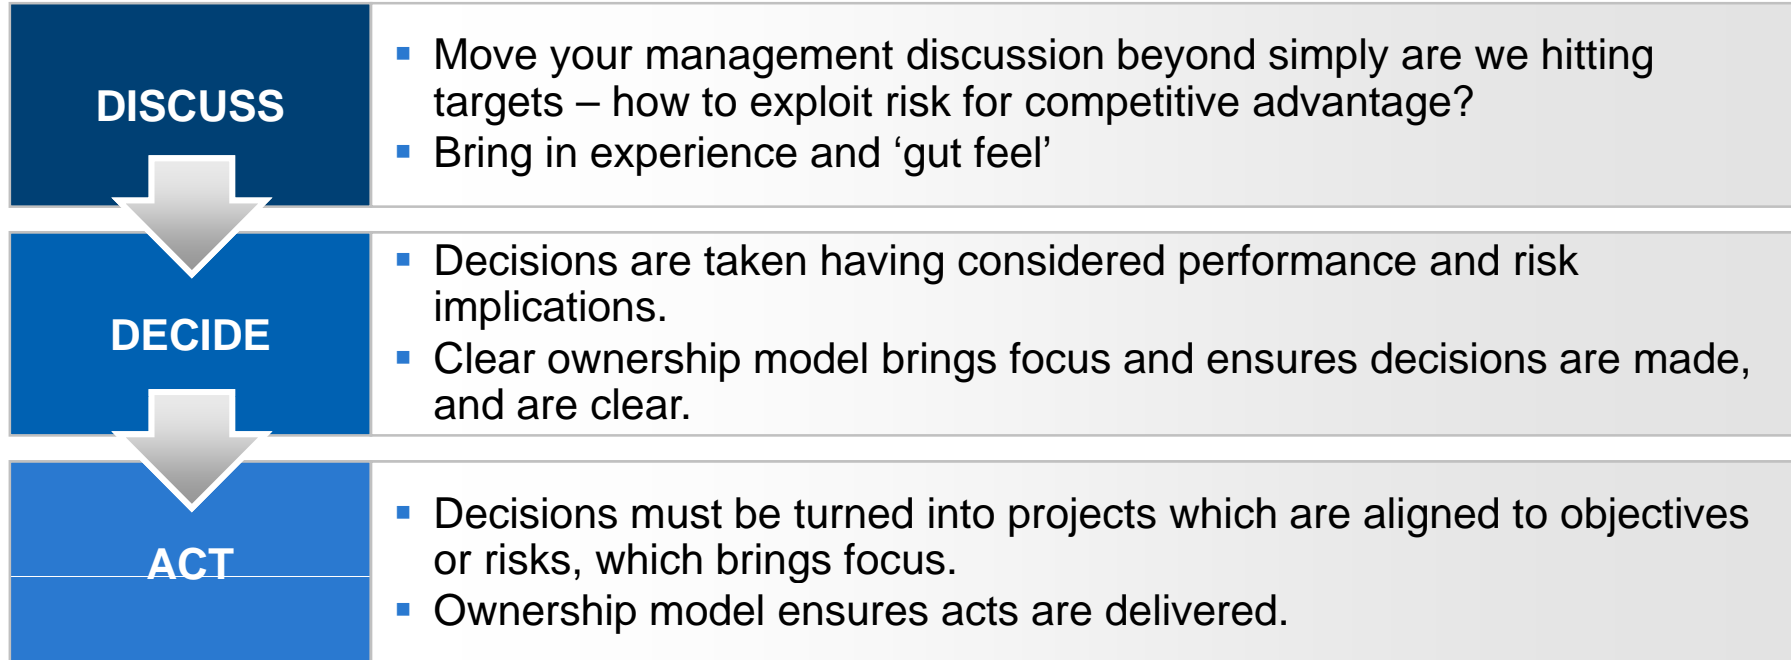 DISCUSS
▪ Move your management discussion beyond simply are we hitting
targets – how to exploit risk for competitive advantage?
▪ Bring in experience and ‘gut feel’
DECIDE
▪ Decisions are taken having considered performance and risk
implications.
▪ Clear ownership model brings focus and ensures decisions are made,
and are clear.
ACT
▪ Decisions must be turned into projects which are aligned to objectives
or risks, which brings focus.
▪ Ownership model ensures acts are delivered.